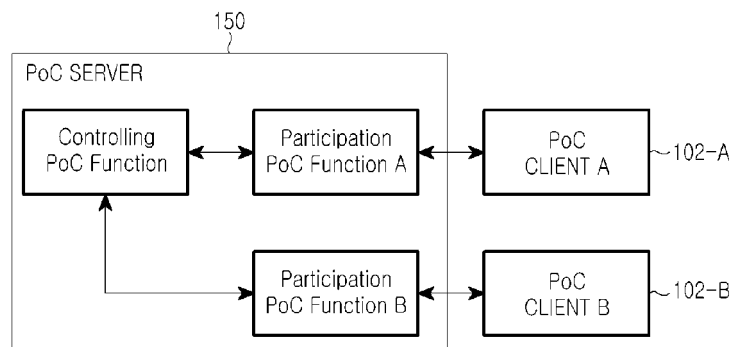 150
PoC SERVER
Controlling
PoC Function
Participation
PoC Function A
PoC
CLIENT A
102-A
Participation
PoC Function B
PoC
CLIENT B
102-B